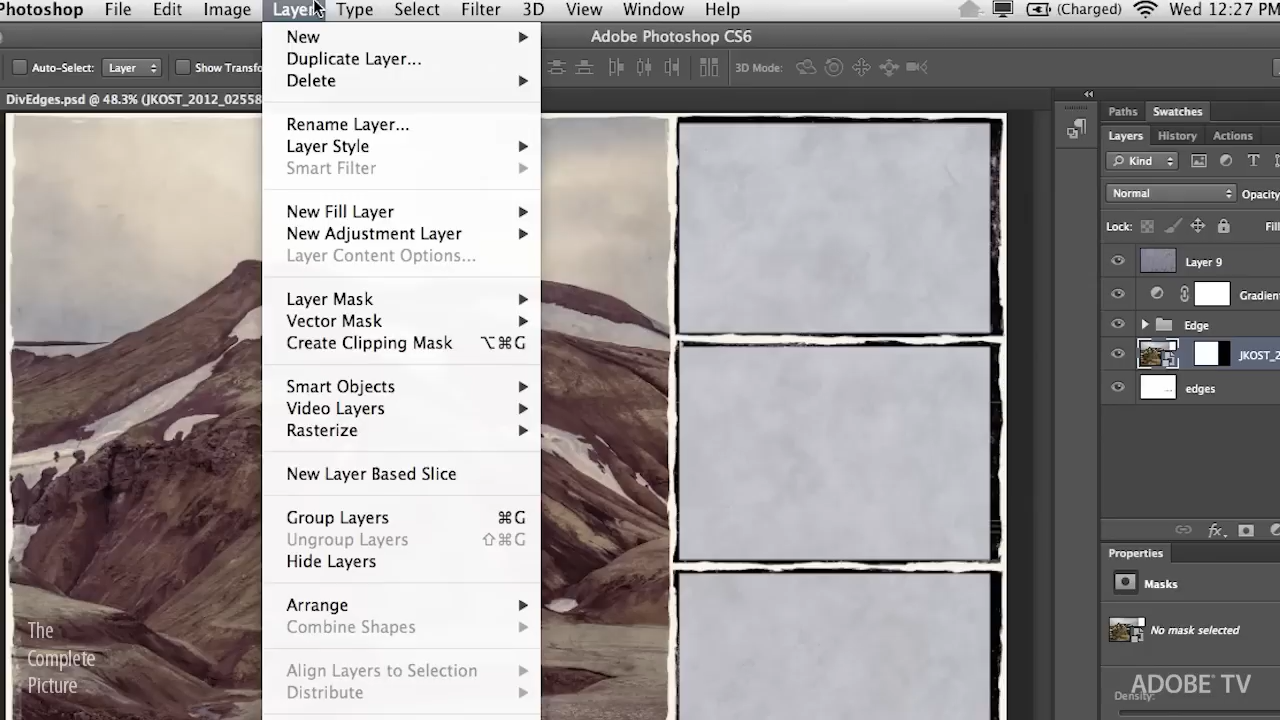 Photoshop File Edit Image Layer Type Select Filter 3D View Window Help (Charged) Wed 12:27 PM
Adobe Photoshop CS6
Auto-Select: Layer Show Transfo 3D Mode:
DivEdges.psd @ 48.3% (JKOST_2012_02558
New
Duplicate Layer...
Delete
Rename Layer...
Layer Style
Smart Filter
New Fill Layer
New Adjustment Layer
Layer Content Options...
Layer Mask
Vector Mask
Create Clipping Mask ⌥⌘G
Smart Objects
Video Layers
Rasterize
New Layer Based Slice
Group Layers ⌘G
Ungroup Layers ⇧⌘G
Hide Layers
Arrange
Combine Shapes
Align Layers to Selection
Distribute
Paths Swatches
Layers History Actions
Kind
Normal Opacity
Lock: Fill
Layer 9
Gradien
Edge
JKOST_2
edges
fx
Properties
Masks
No mask selected
Density:
The
Complete
Picture
ADOBE® TV